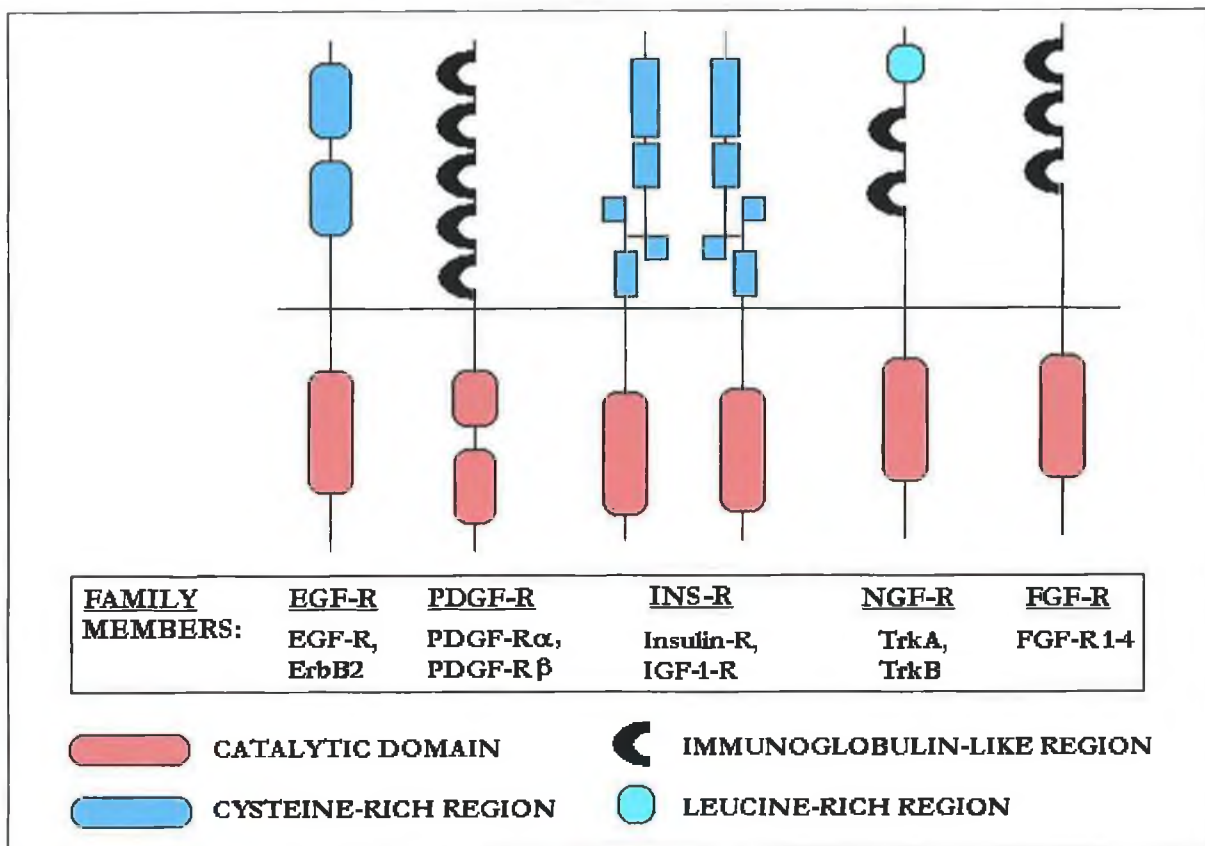 FAMILY MEMBERS:
EGF-R
EGF-R,
ErbB2
PDGF-R
PDGF-Rα,
PDGF-Rβ
INS-R
Insulin-R,
IGF-1-R
NGF-R
TrkA,
TrkB
FGF-R
FGF-R 1-4
CATALYTIC DOMAIN
IMMUNOGLOBULIN-LIKE REGION
CYSTEINE-RICH REGION
LEUCINE-RICH REGION